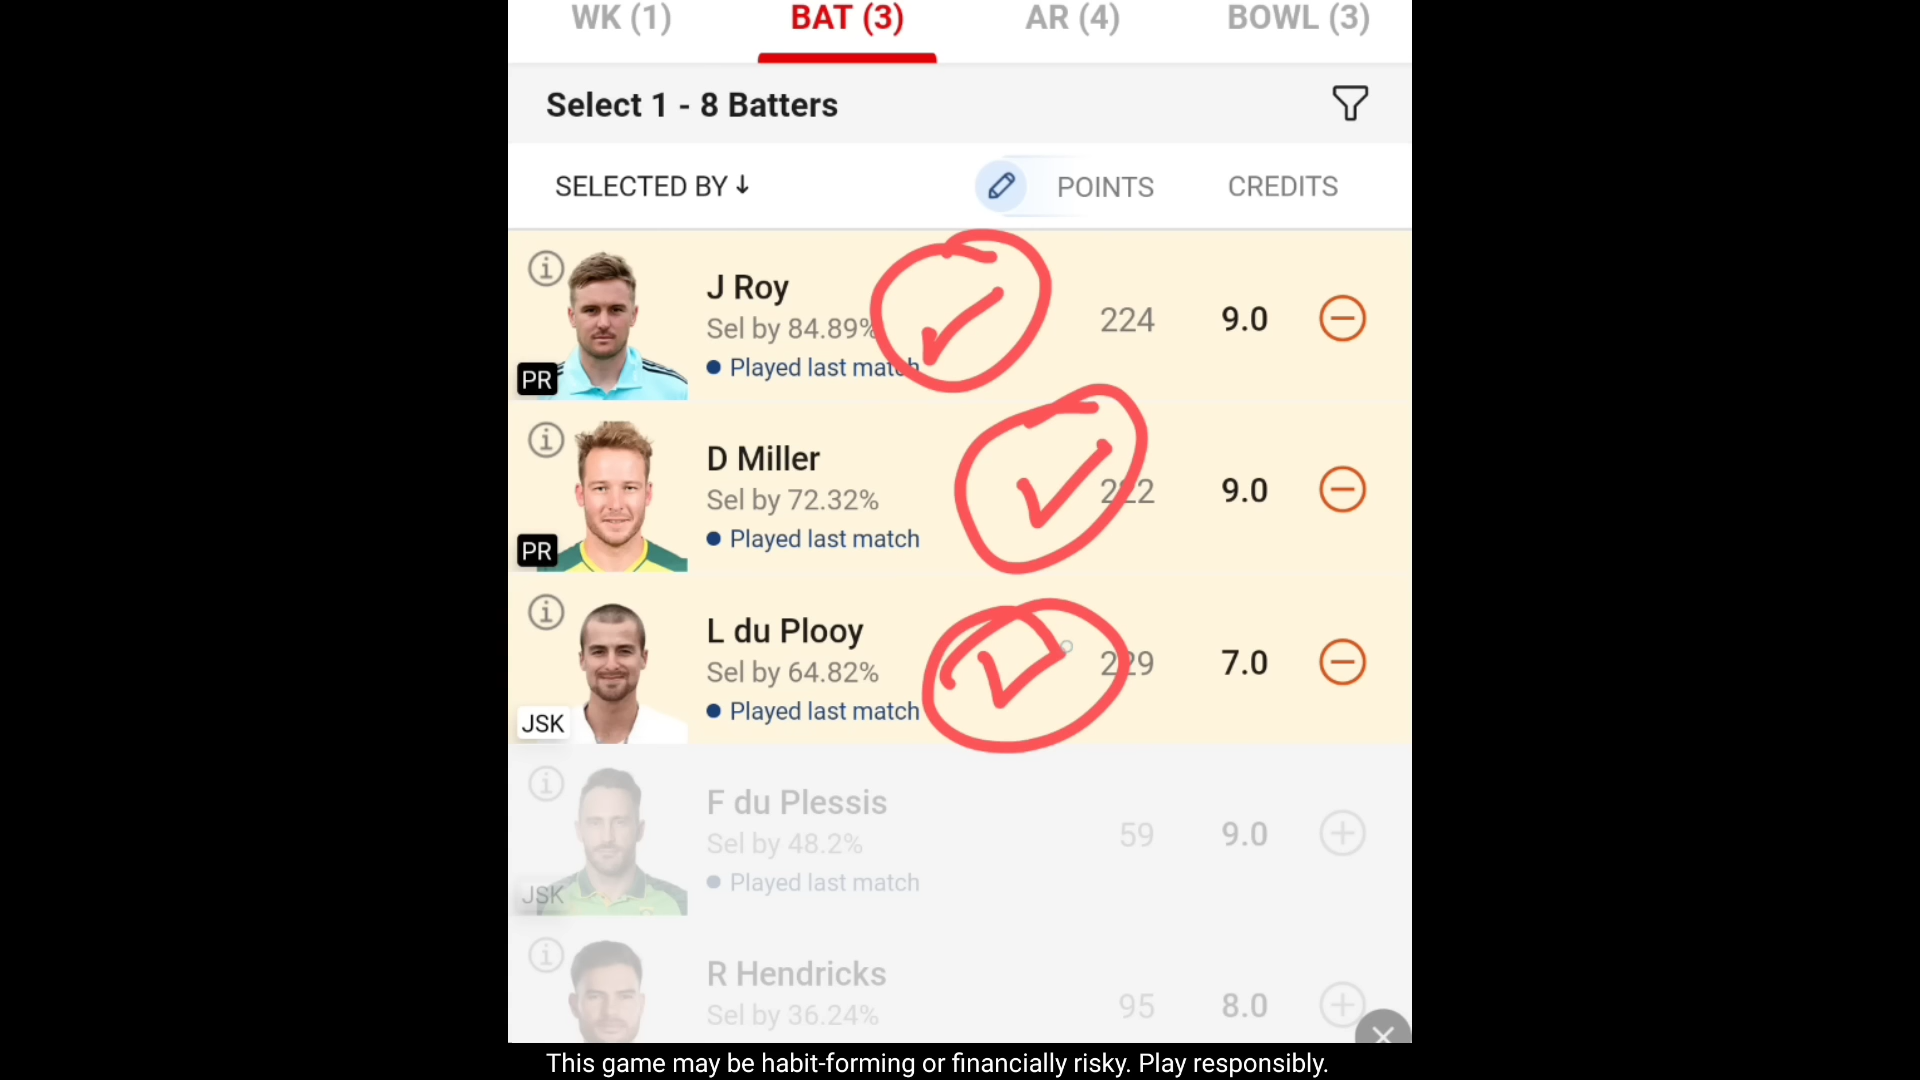 WK (1) BAT (3) AR (4) BOWL (3)
Select 1 - 8 Batters
SELECTED BY ↓ POINTS CREDITS
J Roy
Sel by 84.89% 224 9.0
Played last match
PR
D Miller
Sel by 72.32% 222 9.0
Played last match
PR
L du Plooy
Sel by 64.82% 229 7.0
Played last match
JSK
F du Plessis
Sel by 48.2% 59 9.0
Played last match
JSK
R Hendricks
Sel by 36.24% 95 8.0
This game may be habit-forming or financially risky. Play responsibly.